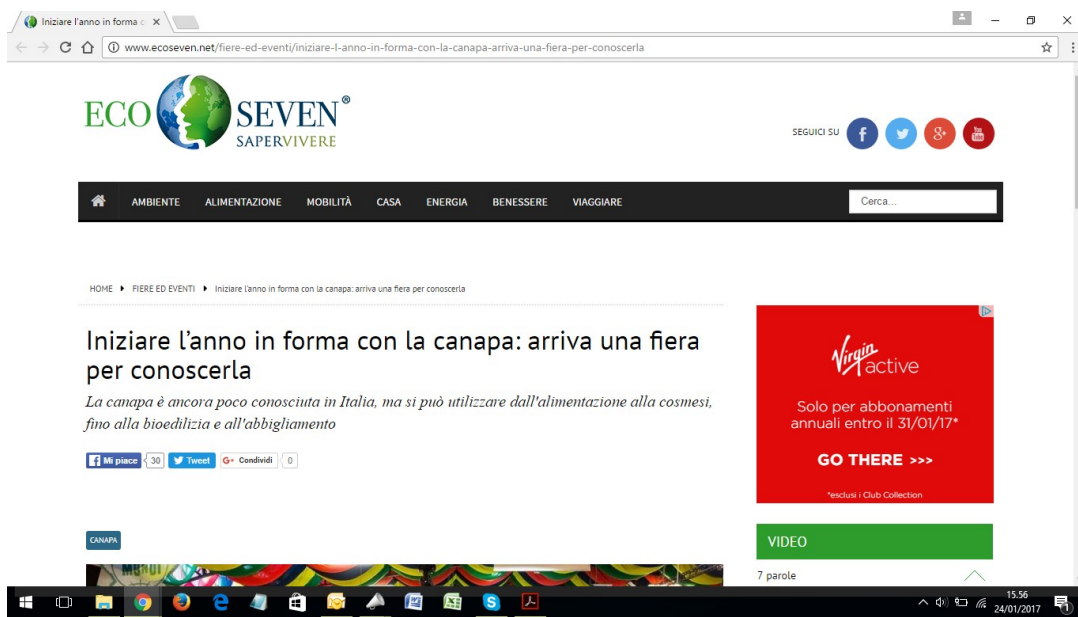 Iniziare l'anno in forma c
www.ecoseven.net/fiere-ed-eventi/iniziare-l-anno-in-forma-con-la-canapa-arriva-una-fiera-per-conoscerla
ECO SEVEN®
SAPERVIVERE
SEGUICI SU
AMBIENTE ALIMENTAZIONE MOBILITÀ CASA ENERGIA BENESSERE VIAGGIARE Cerca...
HOME FIERE ED EVENTI Iniziare l'anno in forma con la canapa: arriva una fiera per conoscerla
Iniziare l'anno in forma con la canapa: arriva una fiera
per conoscerla
La canapa è ancora poco conosciuta in Italia, ma si può utilizzare dall'alimentazione alla cosmesi,
fino alla bioedilizia e all'abbigliamento
Mi piace 30 Tweet G+ Condividi 0
CANAPA
MUNDI
Virgin
active
Solo per abbonamenti
annuali entro il 31/01/17*
GO THERE >>>
*esclusi i Club Collection
VIDEO
7 parole
15.56
24/01/2017